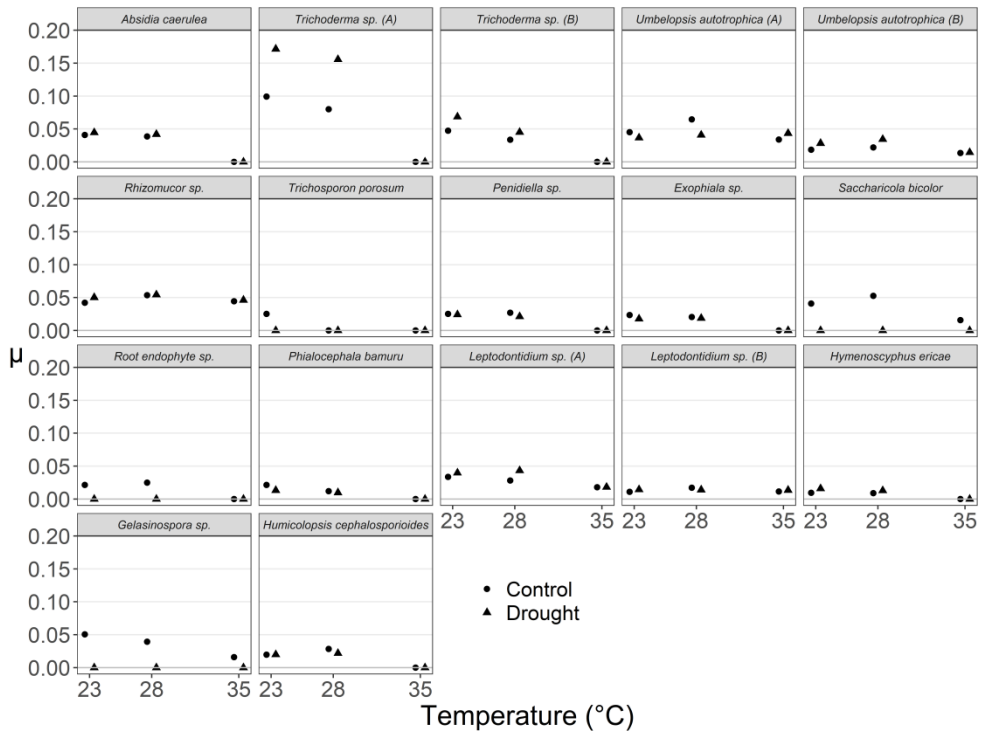 Absidia caerulea Trichoderma sp. (A) Trichoderma sp. (B) Umbelopsis autotrophica (A) Umbelopsis autotrophica (B)
0.20
0.15
0.10
0.05
0.00
Rhizomucor sp. Trichosporon porosum Penidiella sp. Exophiala sp. Saccharicola bicolor
0.20
0.15
0.10
0.05
0.00
μ
Root endophyte sp. Phialocephala bamuru Leptodontidium sp. (A) Leptodontidium sp. (B) Hymenoscyphus ericae
0.20
0.15
0.10
0.05
0.00
23 28 35 23 28 35 23 28 35
Gelasinospora sp. Humicolopsis cephalosporioides
0.20
0.15
0.10
0.05
0.00
23 28 35 23 28 35
Control
Drought
Temperature (°C)